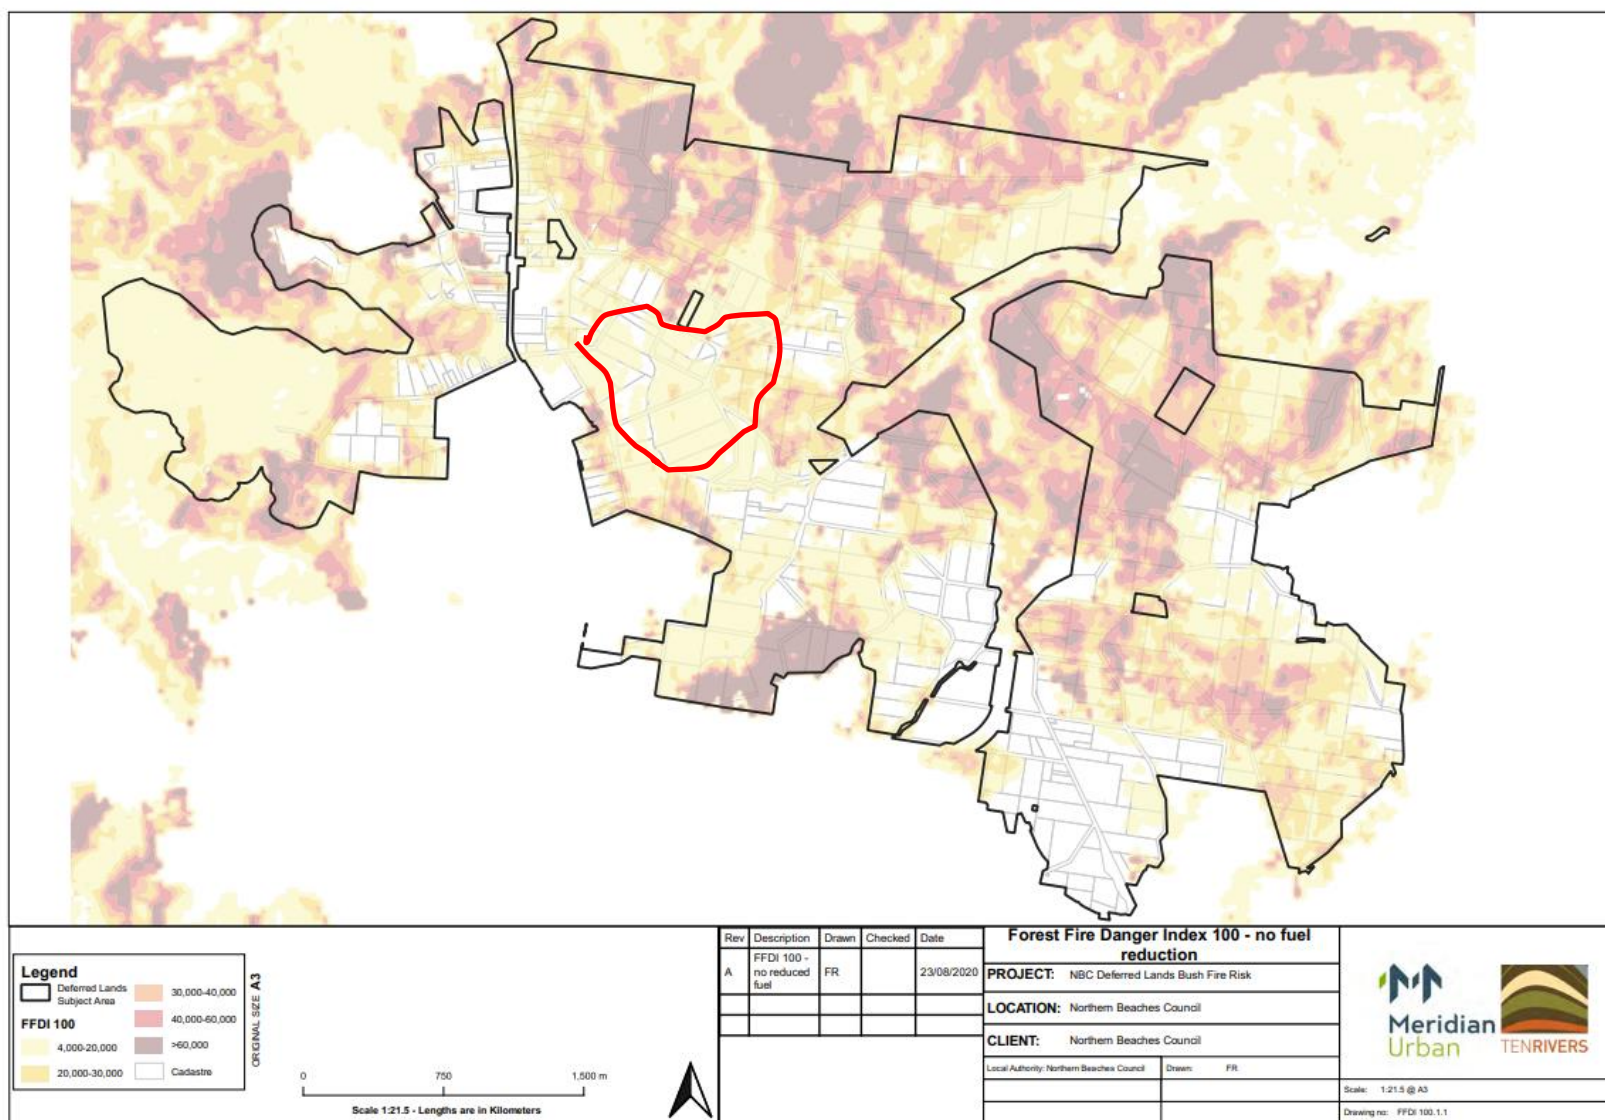 Legend
Deferred Lands
Subject Area
FFDI 100
4,000-20,000
20,000-30,000
30,000-40,000
40,000-60,000
>60,000
Cadastre
ORIGINAL SIZE A3
0 750 1,500 m
Scale 1:21.5 - Lengths are in Kilometers
Rev Description Drawn Checked Date
A FFDI 100 - no reduced fuel FR 23/08/2020
Forest Fire Danger Index 100 - no fuel
reduction
PROJECT: NBC Deferred Lands Bush Fire Risk
LOCATION: Northern Beaches Council
CLIENT: Northern Beaches Council
Local Authority: Northern Beaches Council Drawn: FR
Meridian
Urban
TENRIVERS
Scale: 1:21.5 @ A3
Drawing no: FFDI 100.1.1